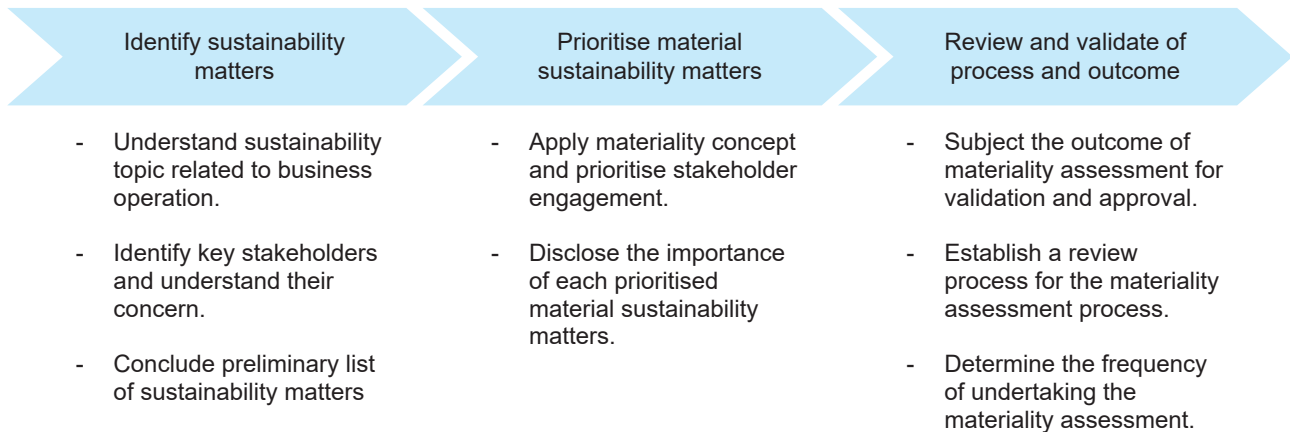 Identify sustainability
matters
Prioritise material
sustainability matters
Review and validate of
process and outcome
- Understand sustainability
topic related to business
operation.
- Identify key stakeholders
and understand their
concern.
- Conclude preliminary list
of sustainability matters
- Apply materiality concept
and prioritise stakeholder
engagement.
- Disclose the importance
of each prioritised
material sustainability
matters.
- Subject the outcome of
materiality assessment for
validation and approval.
- Establish a review
process for the materiality
assessment process.
- Determine the frequency
of undertaking the
materiality assessment.